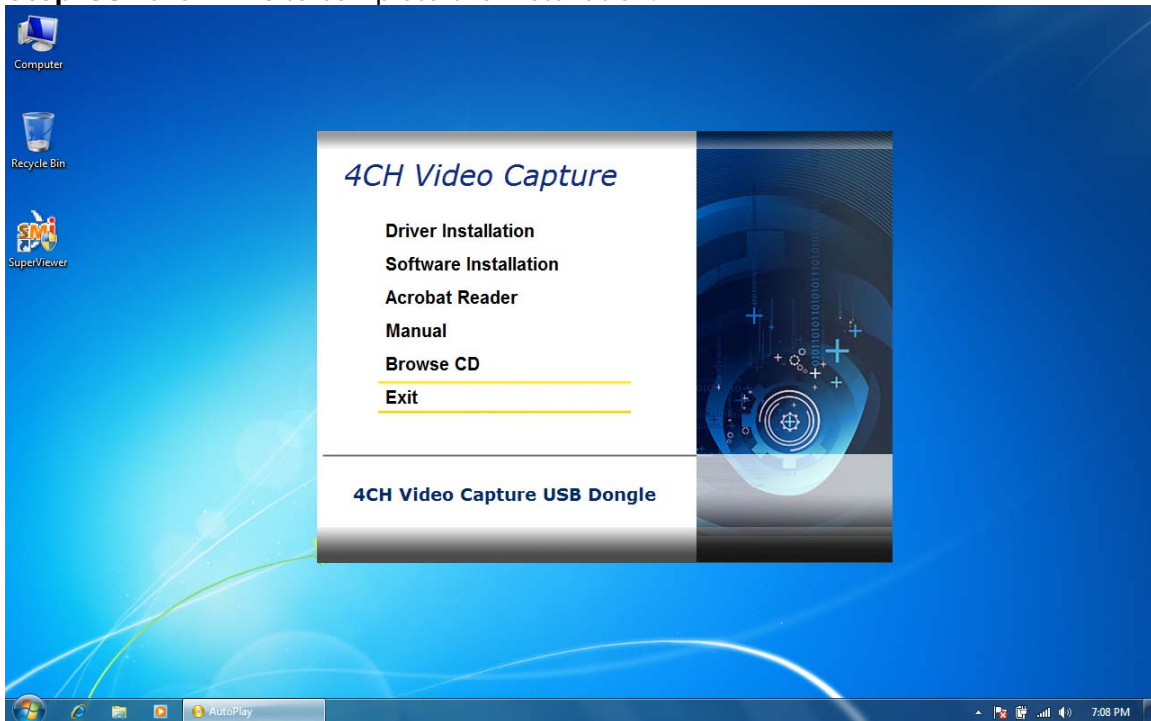 Computer
Recycle Bin
SMI
SuperViewer
4CH Video Capture
Driver Installation
Software Installation
Acrobat Reader
Manual
Browse CD
Exit
4CH Video Capture USB Dongle
AutoPlay
7:08 PM